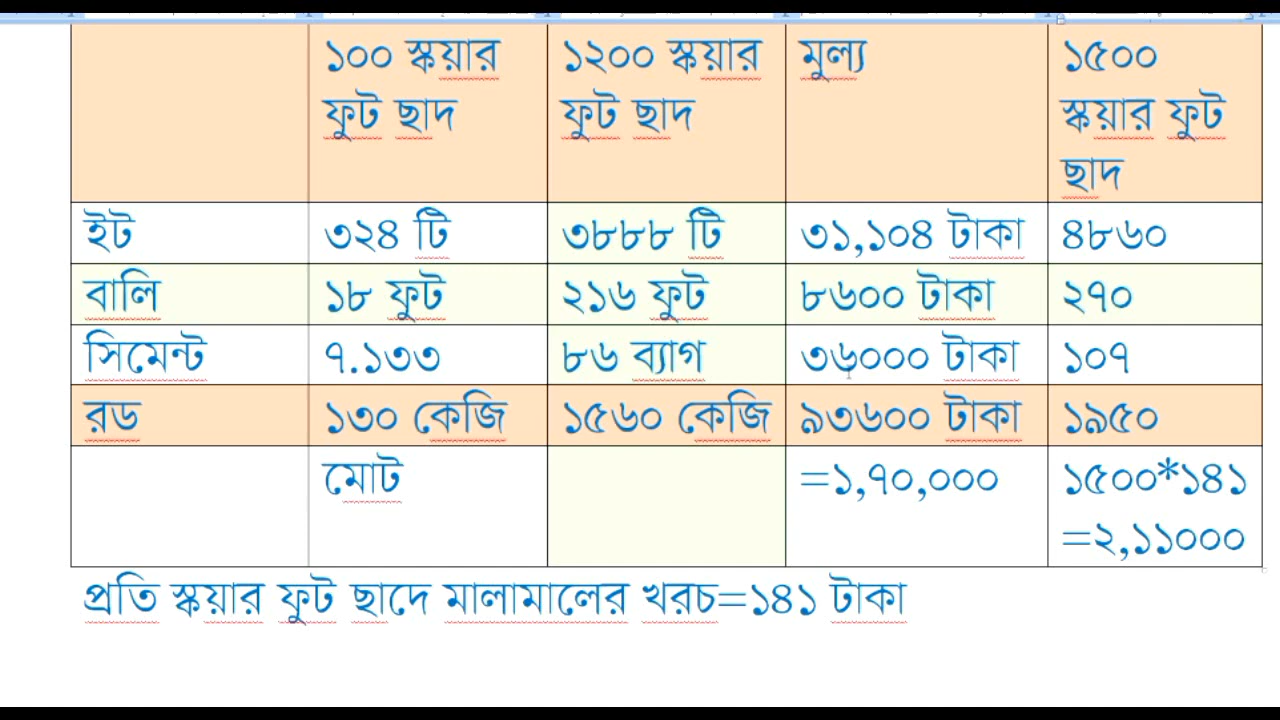 ১০০ স্কয়ার ফুট ছাদ
১২০০ স্কয়ার ফুট ছাদ
মুল্য
১৫০০ স্কয়ার ফুট ছাদ
ইট ৩২৪ টি ৩৮৮৮ টি ৩১,১০৪ টাকা ৪৮৬০
বালি ১৮ ফুট ২১৬ ফুট ৮৬০০ টাকা ২৭০
সিমেন্ট ৭.১৩৩ ৮৬ ব্যাগ ৩৬০০০ টাকা ১০৭
রড ১৩০ কেজি ১৫৬০ কেজি ৯৩৬০০ টাকা ১৯৫০
মোট =১,৭০,০০০ ১৫০০*১৪১
=২,১১০০০
প্রতি স্কয়ার ফুট ছাদে মালামালের খরচ=১৪১ টাকা